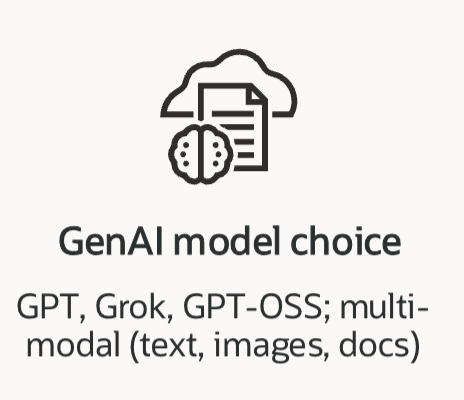 GenAI model choice
GPT, Grok, GPT-OSS; multi-
modal (text, images, docs)